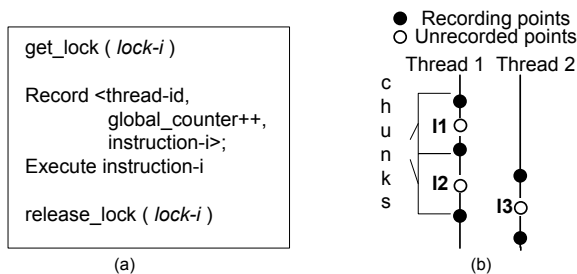 get_lock ( lock-i )
Record <thread-id,
global_counter++,
instruction-i>;
Execute instruction-i
release_lock ( lock-i )
(a)
Recording points
Unrecorded points
Thread 1 Thread 2
c
h
u
n
k
s
I1
I2
I3
(b)